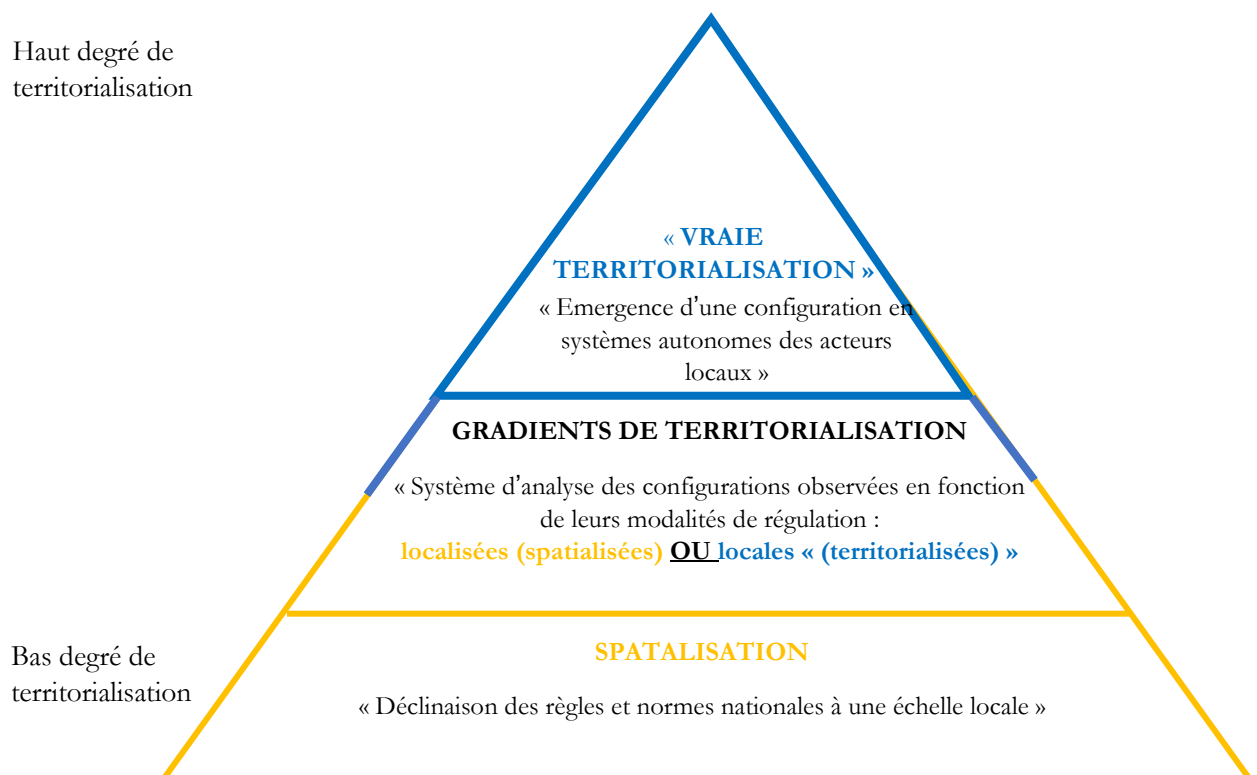 Haut degré de
territorialisation
« VRAIE
TERRITORIALISATION »
« Emergence d'une configuration en
systèmes autonomes des acteurs
locaux »
GRADIENTS DE TERRITORIALISATION
« Système d'analyse des configurations observées en fonction
de leurs modalités de régulation :
localisées (spatialisées) OU locales « (territorialisées) »
Bas degré de
territorialisation
SPATALISATION
« Déclinaison des règles et normes nationales à une échelle locale »